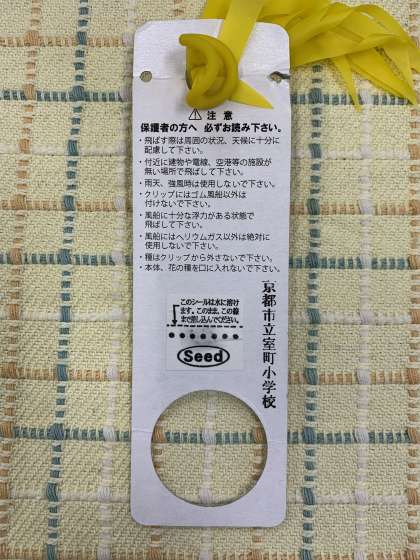 ⚠ 注 意
保護者の方へ 必ずお読み下さい。
・飛ばす際は周囲の状況、天候に十分に
配慮して下さい。
・付近に建物や電線、空港等の施設が
無い場所で飛ばして下さい。
・雨天、強風時は使用しないで下さい。
・クリップにはゴム風船以外は
付けないで下さい。
・風船に十分な浮力がある状態で
飛ばして下さい。
・風船にはヘリウムガス以外は絶対に
使用しないで下さい。
・種はクリップから外さないで下さい。
・本体、花の種を口に入れないで下さい。
このシールは水に溶け
ます。このまま、この線
まで差し込んでください。
Seed
京都市立室町小学校